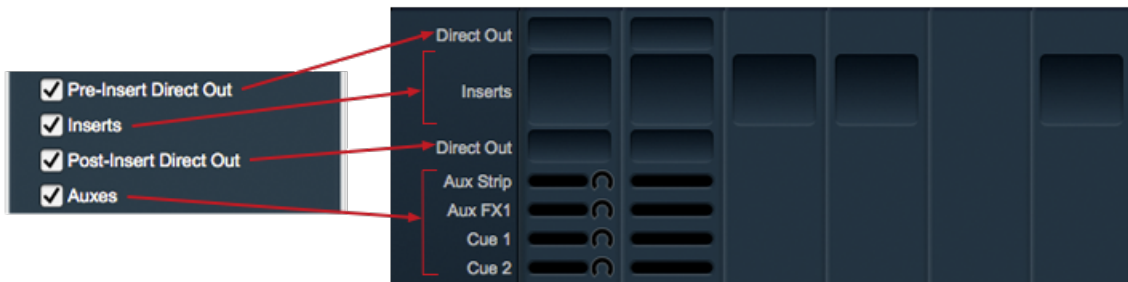 Pre-Insert Direct Out
Inserts
Post-Insert Direct Out
Auxes
Direct Out
Inserts
Direct Out
Aux Strip
Aux FX1
Cue 1
Cue 2